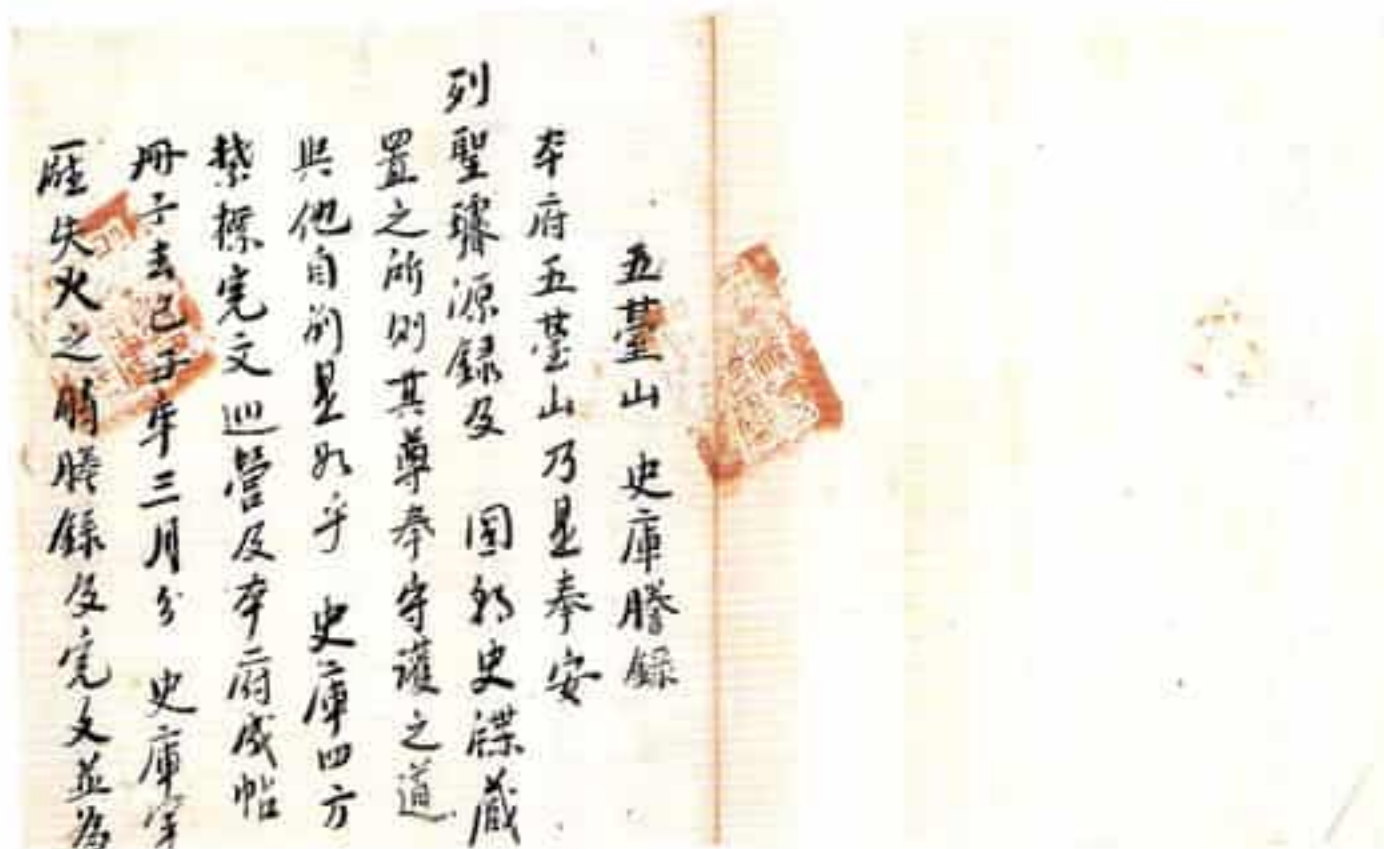 五臺山 史庫謄錄
本府五臺山乃是奉安
列聖璿源錄及 國朝史牒藏
置之所則其尊奉守護之道
與他自別是如乎 史庫四方
禁標完文巡營及本府成帖
冊子去己子年三月分 史庫
失火之時謄錄及完文並爲